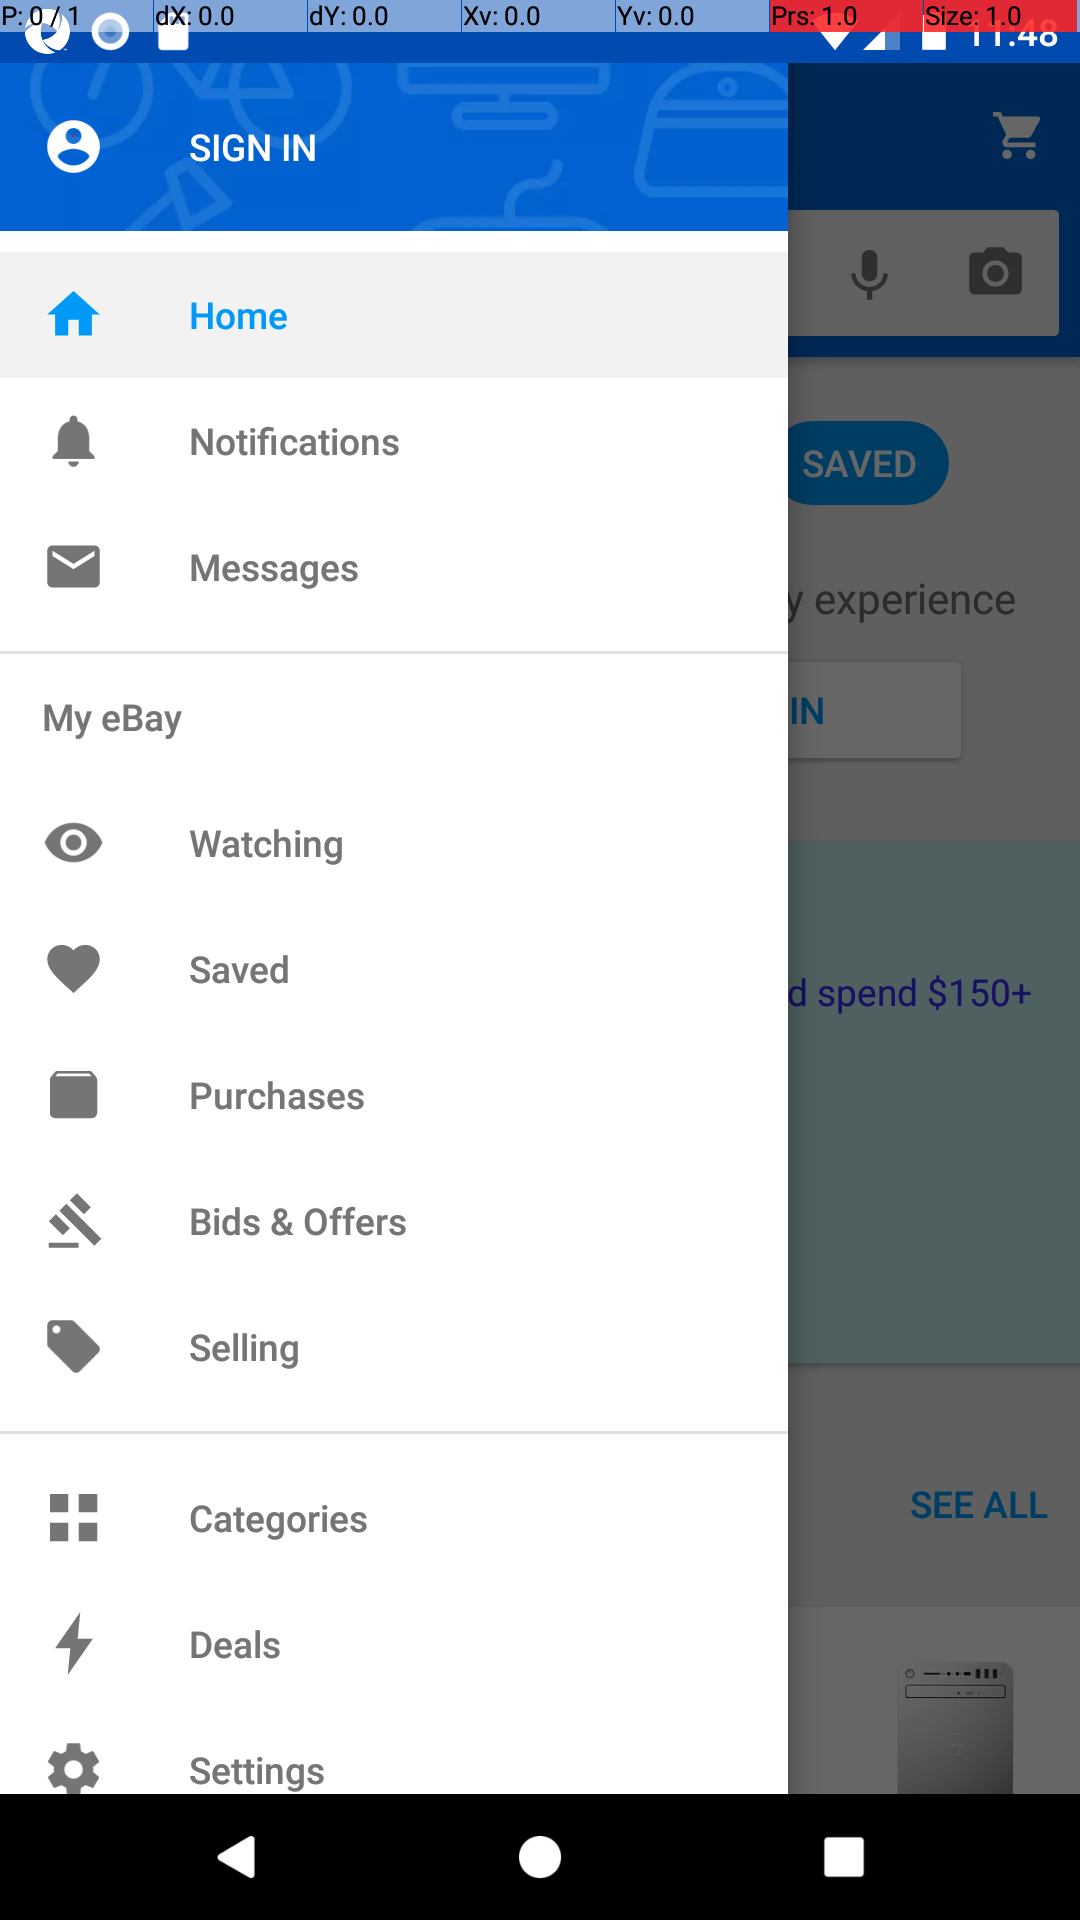 P: 0 / 1 dX: 0.0 dY: 0.0 Xv: 0.0 Yv: 0.0 Prs: 1.0 Size: 1.0
11:48
SIGN IN
Home
Notifications
SAVED
Messages
y experience
IN
My eBay
Watching
Saved
d spend $150+
Purchases
Bids & Offers
Selling
Categories
SEE ALL
Deals
Settings